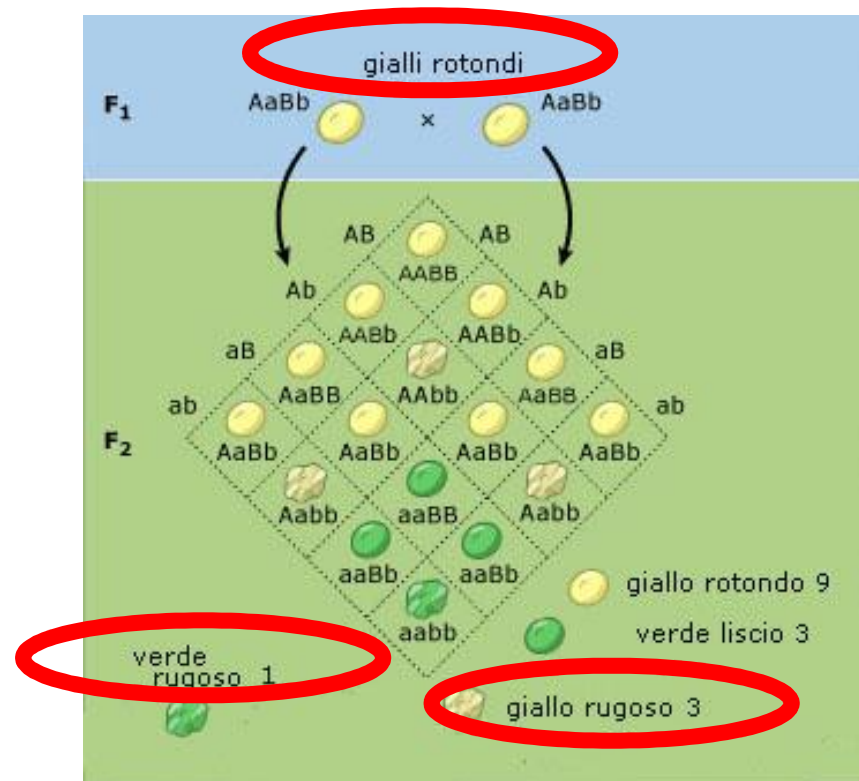 gialli rotondi
F1 AaBb × AaBb
AB AB
AABB
Ab Ab
AABb AABb
aB aB
AaBB AAbb AaBB
ab ab
F2 AaBb AaBb AaBb AaBb
Aabb aaBB Aabb
aaBb aaBb
giallo rotondo 9
aabb
verde liscio 3
verde
rugoso 1
giallo rugoso 3